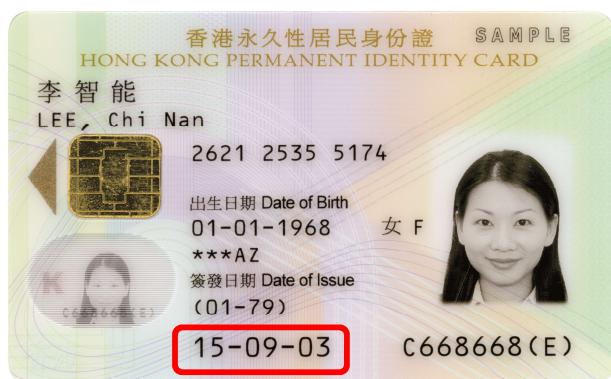 香港永久性居民身份證 SAMPLE
HONG KONG PERMANENT IDENTITY CARD
李智能
LEE, Chi Nan
2621 2535 5174
出生日期 Date of Birth
01-01-1968 女 F
***AZ
簽發日期 Date of Issue
(01-79)
15-09-03 C668668(E)
K